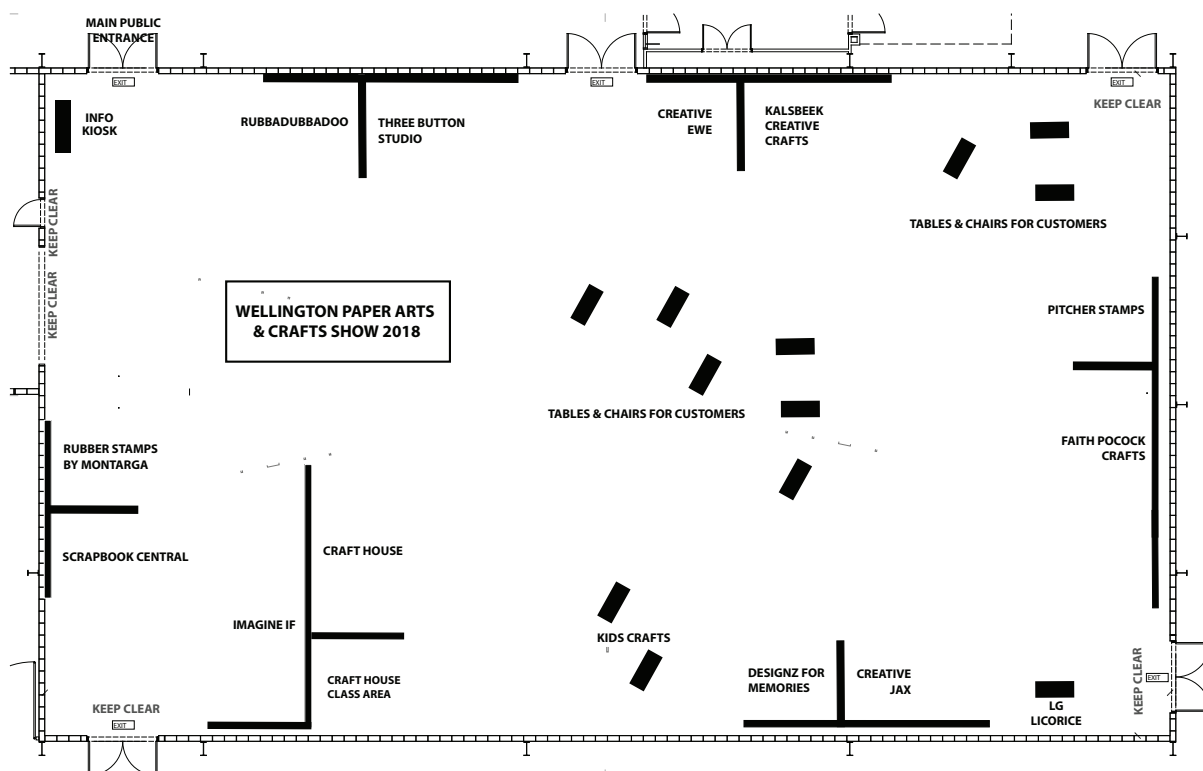 MAIN PUBLIC
ENTRANCE
EXIT
EXIT
EXIT
KEEP CLEAR
INFO
KIOSK
RUBBADUBBADOO
THREE BUTTON
STUDIO
CREATIVE
EWE
KALSBEEK
CREATIVE
CRAFTS
KEEP CLEAR
KEEP CLEAR
TABLES & CHAIRS FOR CUSTOMERS
WELLINGTON PAPER ARTS
& CRAFTS SHOW 2018
PITCHER STAMPS
TABLES & CHAIRS FOR CUSTOMERS
RUBBER STAMPS
BY MONTARGA
FAITH POCOCK
CRAFTS
SCRAPBOOK CENTRAL
CRAFT HOUSE
IMAGINE IF
KIDS CRAFTS
CRAFT HOUSE
CLASS AREA
DESIGNZ FOR
MEMORIES
CREATIVE
JAX
KEEP CLEAR
EXIT
LG
LICORICE
KEEP CLEAR
EXIT